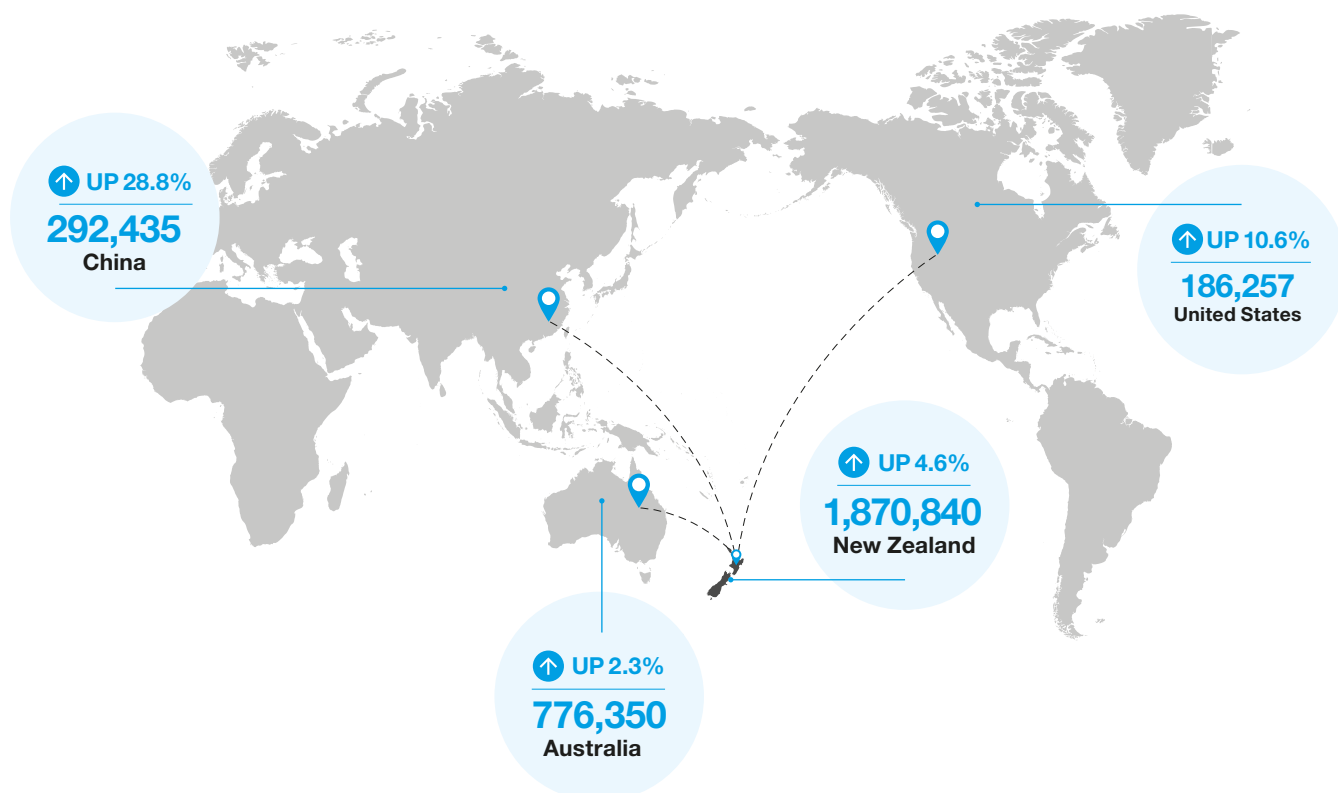 UP 28.8%
292,435
China
UP 10.6%
186,257
United States
UP 4.6%
1,870,840
New Zealand
UP 2.3%
776,350
Australia